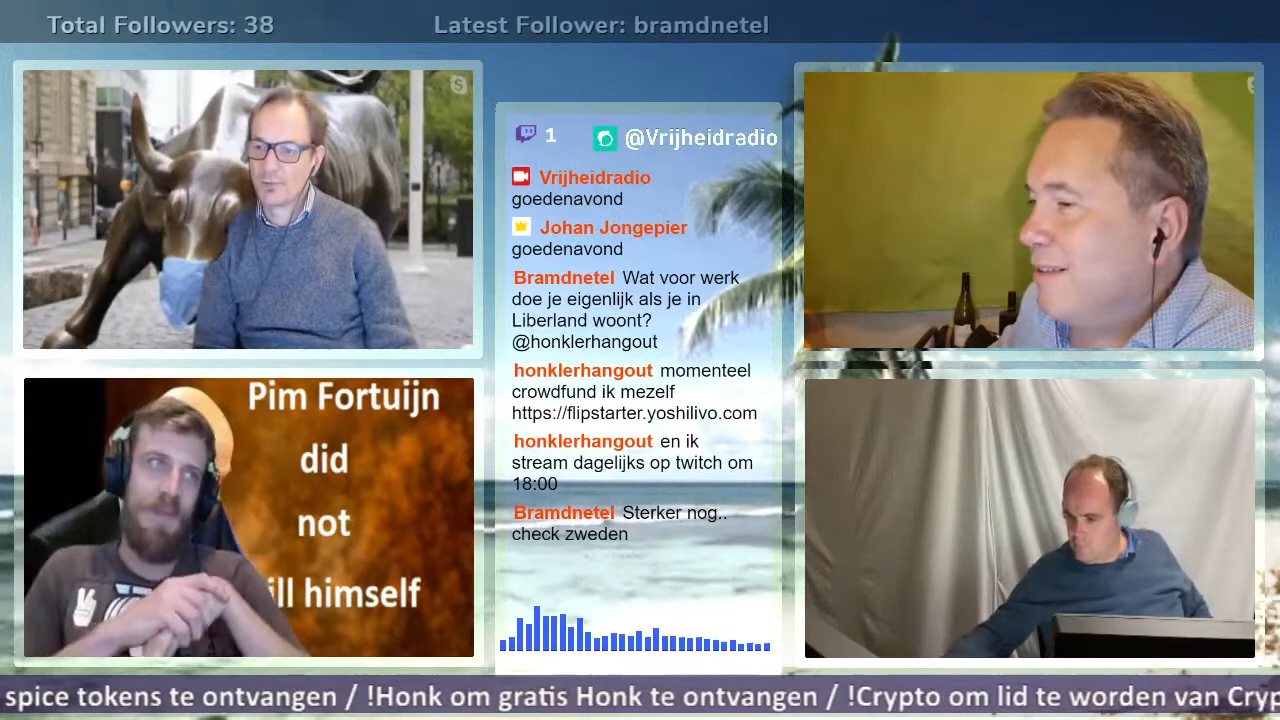 Total Followers: 38
Latest Follower: bramdnetel
1
@Vrijheidradio
Vrijheidradio
goedenavond
Johan Jongepier
goedenavond
Bramdnetel Wat voor werk
doe je eigenlijk als je in
Liberland woont?
@honklerhangout
honklerhangout momenteel
crowdfund ik mezelf
https://flipstarter.yoshilivo.com
honklerhangout en ik
stream dagelijks op twitch om
18:00
Bramdnetel Sterker nog..
check zweden
Pim Fortuijn
did
not
ill himself
spice tokens te ontvangen / !Honk om gratis Honk te ontvangen / !Crypto om lid te worden van Cryp